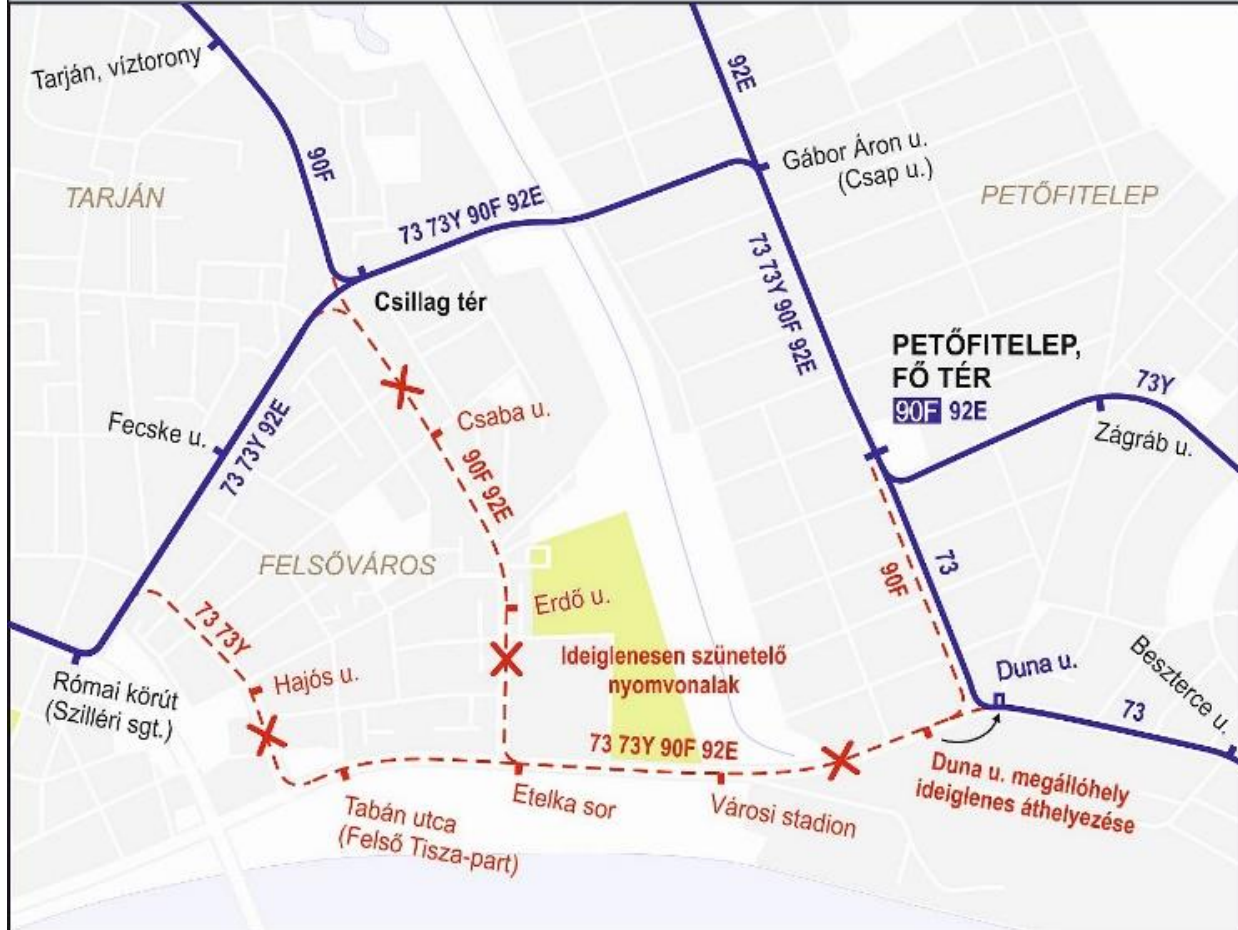 Tarján, víztorony
90F
TARJÁN
92E
Gábor Áron u.
(Csap u.)
PETŐFITELEP
73 73Y 90F 92E
Csillag tér
73 73Y 90F 92E
PETŐFITELEP,
FŐ TÉR
90F 92E
73Y
Zágráb u.
Fecske u.
73 73Y 92E
Csaba u.
90F 92E
FELSŐVÁROS
Erdő u.
Ideiglenesen szünetelő
nyomvonalak
73
90F
73 73Y
Hajós u.
Római körút
(Szilléri sgt.)
Duna u.
Beszterce u.
73
73 73Y 90F 92E
Tabán utca
(Felső Tisza-part)
Etelka sor
Városi stadion
Duna u. megállóhely
ideiglenes áthelyezése